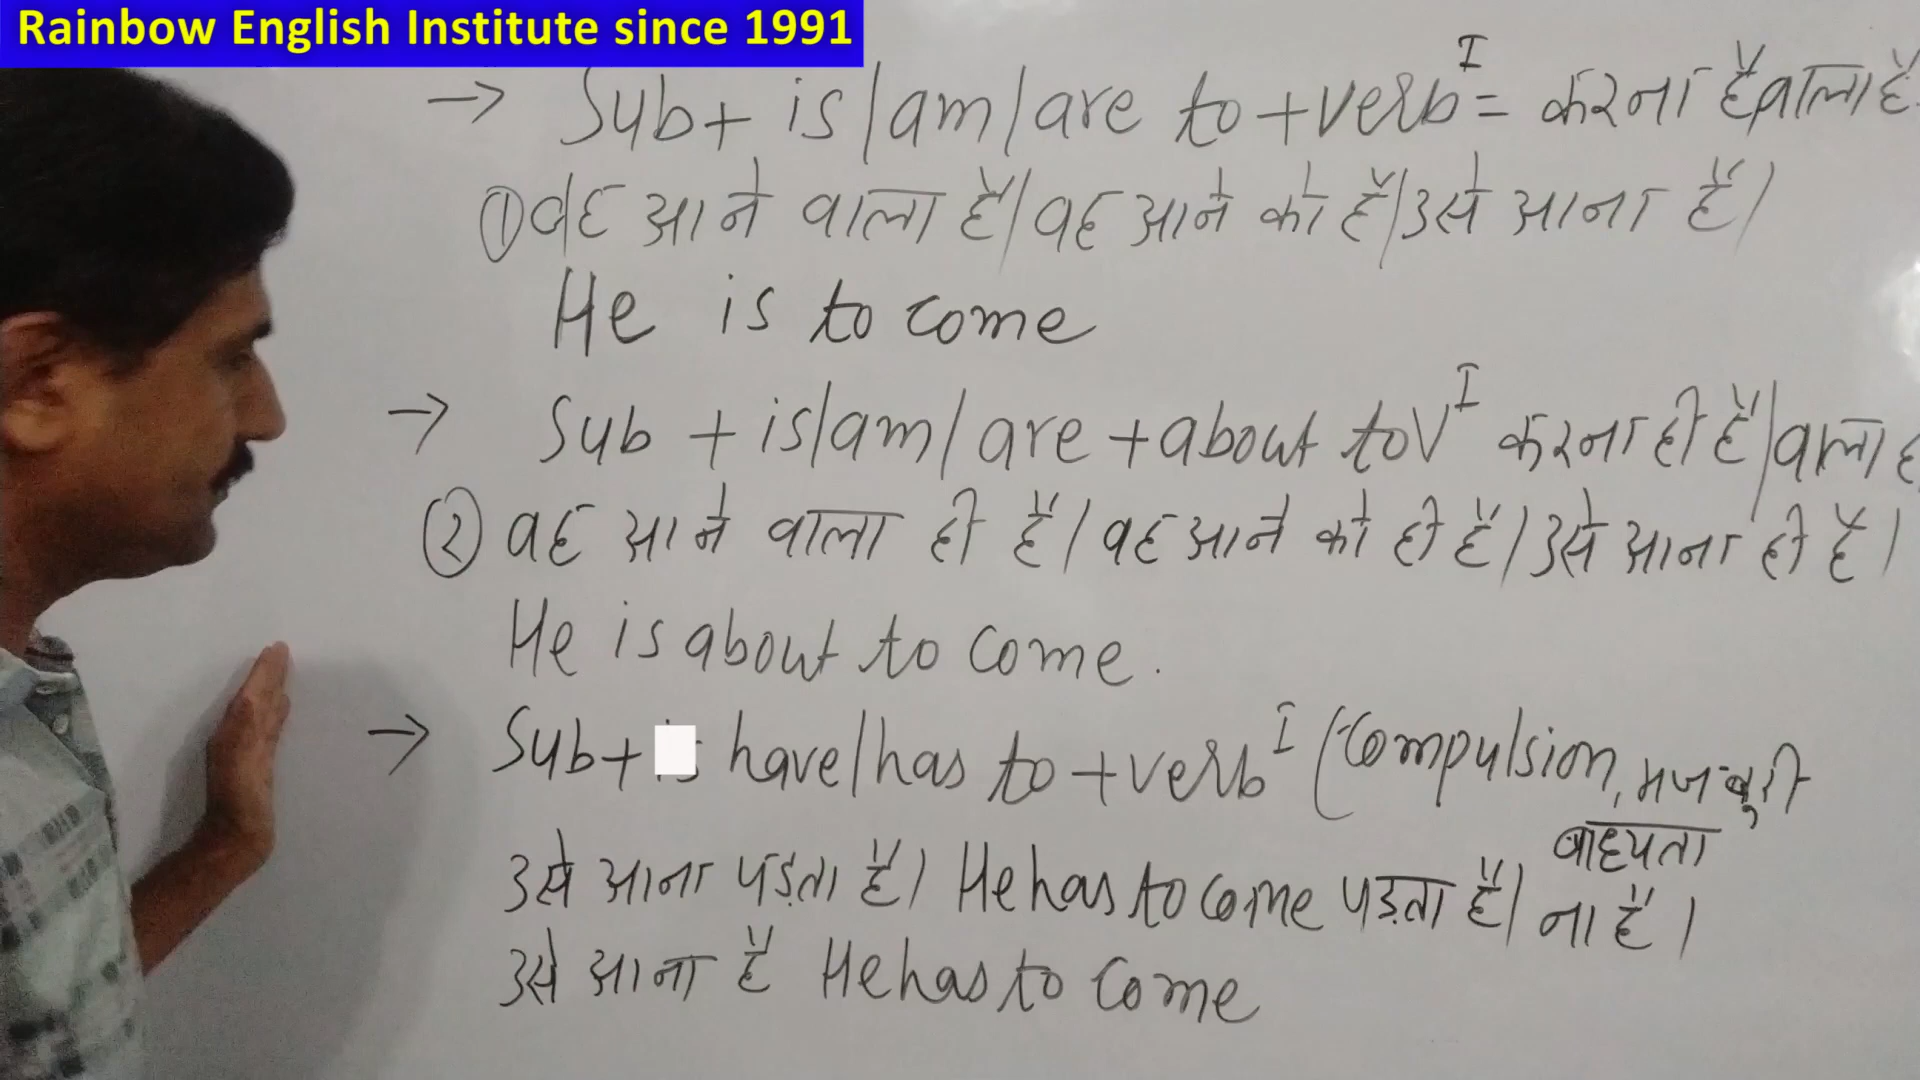 Rainbow English Institute since 1991
→ Sub + is/am/are to + verb I = करना है/वाला है
① वह आने वाला है/वह आने को है/उसे आना है/
He is to come
→ Sub + is/am/are + about to V I करना ही है/वाला
② वह आने वाला ही है/वह आने को ही है/उसे आना ही है।
He is about to come.
→ Sub + have/has to + verb I (Compulsion, मजबूरी
बाध्यता
उसे आना पड़ता है। He has to come पड़ता है। ना है।
उसे आना है He has to come